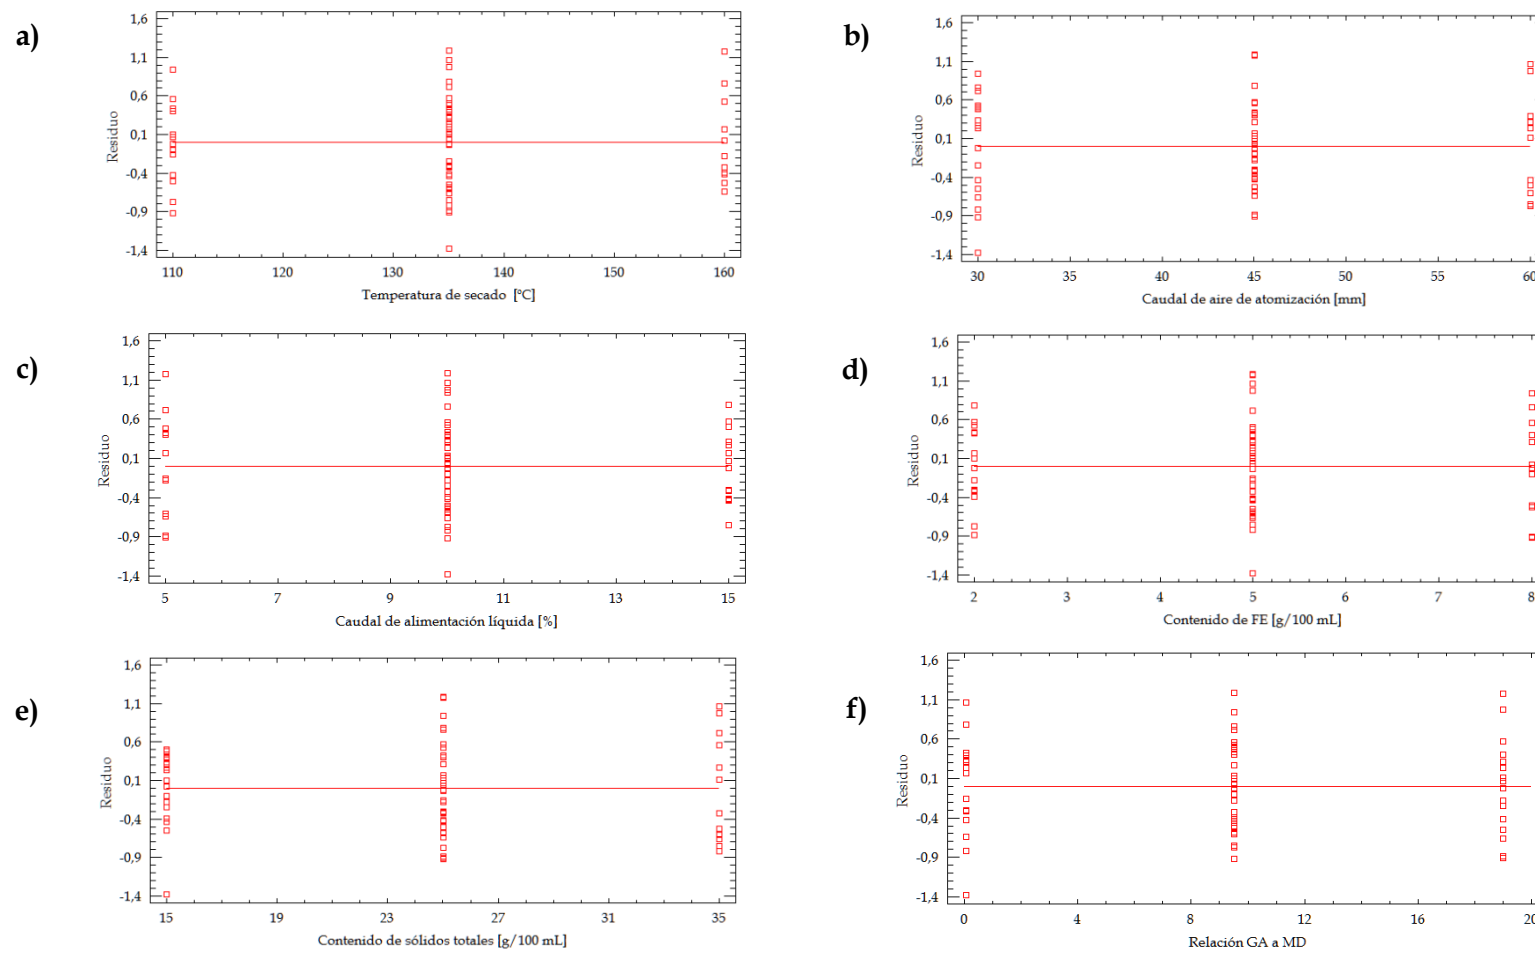 a)
1,6
1,1
0,6
0,1
-0,4
-0,9
-1,4
Residuo
110 120 130 140 150 160
Temperatura de secado [°C]
b)
1,6
1,1
0,6
0,1
-0,4
-0,9
-1,4
Residuo
30 35 40 45 50 55 60
Caudal de aire de atomización [mm]
c)
1,6
1,1
0,6
0,1
-0,4
-0,9
-1,4
Residuo
5 7 9 11 13 15
Caudal de alimentación líquida [%]
d)
1,6
1,1
0,6
0,1
-0,4
-0,9
-1,4
Residuo
2 3 4 5 6 7 8
Contenido de FE [g/100 mL]
e)
1,6
1,1
0,6
0,1
-0,4
-0,9
-1,4
Residuo
15 19 23 27 31 35
Contenido de sólidos totales [g/100 mL]
f)
1,6
1,1
0,6
0,1
-0,4
-0,9
-1,4
Residuo
0 4 8 12 16 20
Relación GA a MD